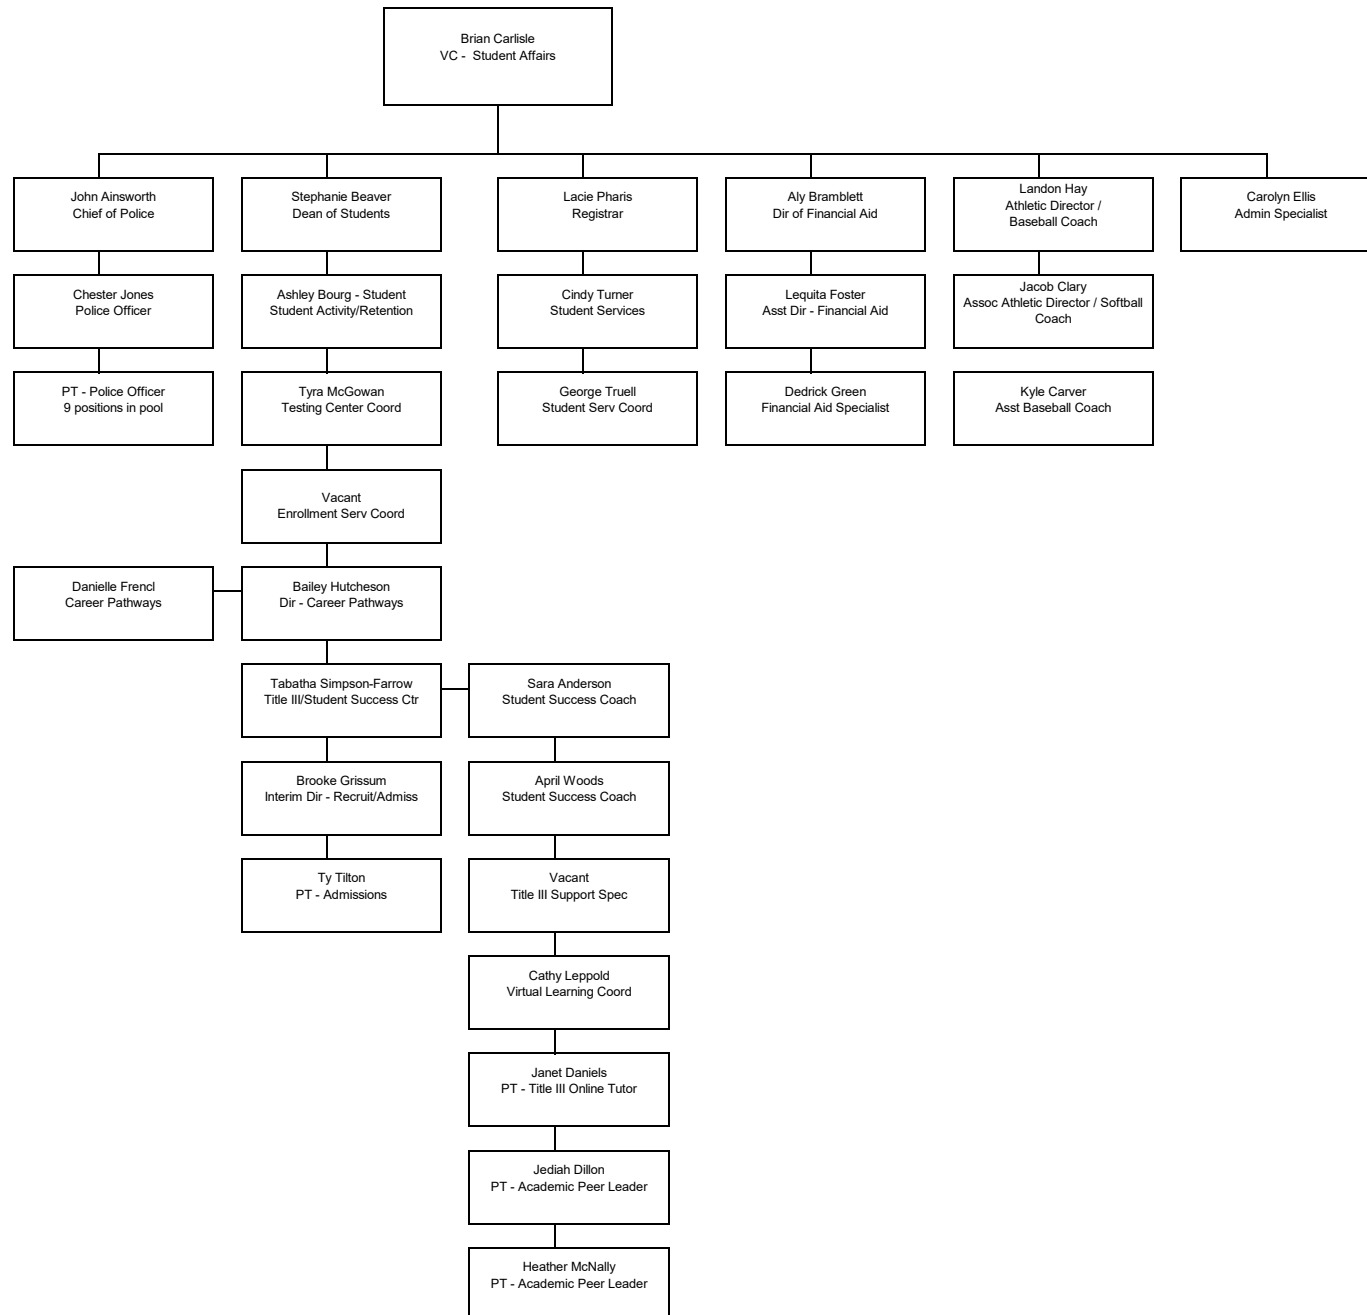 Brian Carlisle
VC -  Student Affairs
John Ainsworth
Chief of Police
Stephanie Beaver
Dean of Students
Lacie Pharis
Registrar
Aly Bramblett
Dir of Financial Aid
Landon Hay
Athletic Director /
Baseball Coach
Carolyn Ellis
Admin Specialist
Chester Jones
Police Officer
Ashley Bourg - Student
Student Activity/Retention
Cindy Turner
Student Services
Lequita Foster
Asst Dir - Financial Aid
Jacob Clary
Assoc Athletic Director / Softball
Coach
PT - Police Officer
9 positions in pool
Tyra McGowan
Testing Center Coord
George Truell
Student Serv Coord
Dedrick Green
Financial Aid Specialist
Kyle Carver
Asst Baseball Coach
Vacant
Enrollment Serv Coord
Danielle Frencl
Career Pathways
Bailey Hutcheson
Dir - Career Pathways
Tabatha Simpson-Farrow
Title III/Student Success Ctr
Sara Anderson
Student Success Coach
Brooke Grissum
Interim Dir - Recruit/Admiss
April Woods
Student Success Coach
Ty Tilton
PT - Admissions
Vacant
Title III Support Spec
Cathy Leppold
Virtual Learning Coord
Janet Daniels
PT - Title III Online Tutor
Jediah Dillon
PT - Academic Peer Leader
Heather McNally
PT - Academic Peer Leader